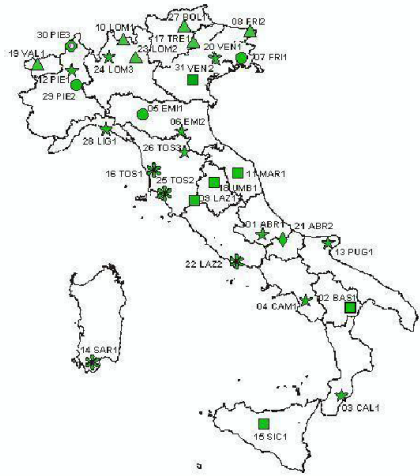 27 BOL1
08 FRI2
10 LOM1
30 PIE3
17 TRE1
20 VEN1
23 LOM2
19 VAL1
07 FRI1
24 LOM3
12 PIE1
31 VEN2
29 PIE2
05 EMI1
06 EMI2
28 LIG1
26 TOS3
16 TOS1
25 TOS2
11 MAR1
18 UMB1
09 LAZ1
01 ABR1
21 ABR2
13 PUG1
22 LAZ2
04 CAM1
02 BAS1
14 SAR1
03 CAL1
15 SIC1